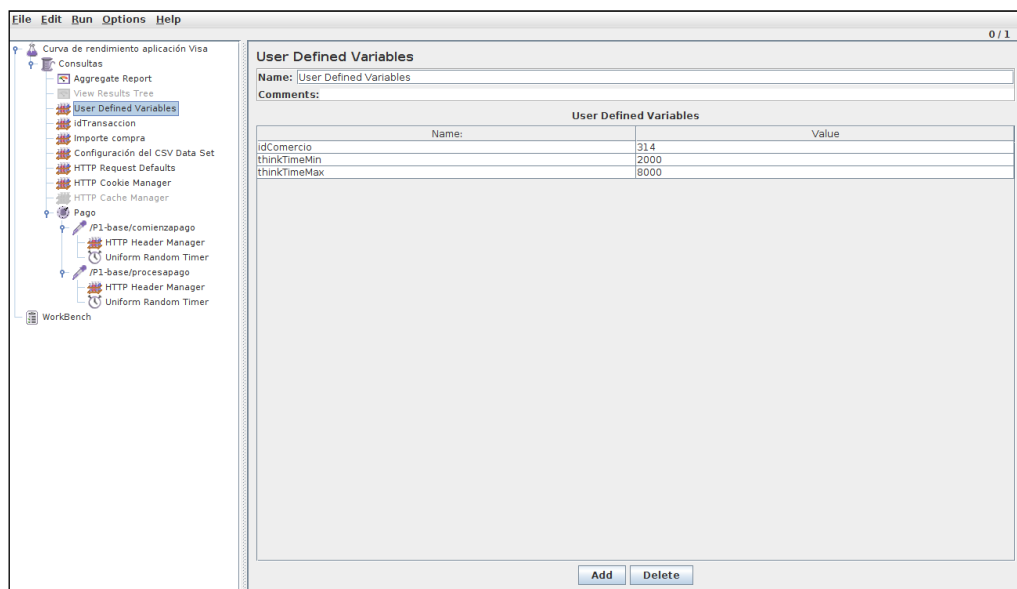 File Edit Run Options Help
0 / 1
Curva de rendimiento aplicación Visa
Consultas
Aggregate Report
View Results Tree
User Defined Variables
idTransaccion
Importe compra
Configuración del CSV Data Set
HTTP Request Defaults
HTTP Cookie Manager
HTTP Cache Manager
Pago
/P1-base/comienzapago
HTTP Header Manager
Uniform Random Timer
/P1-base/procesapago
HTTP Header Manager
Uniform Random Timer
WorkBench
User Defined Variables
Name: User Defined Variables
Comments:
User Defined Variables
Name: Value
idComercio 314
thinkTimeMin 2000
thinkTimeMax 8000
Add Delete